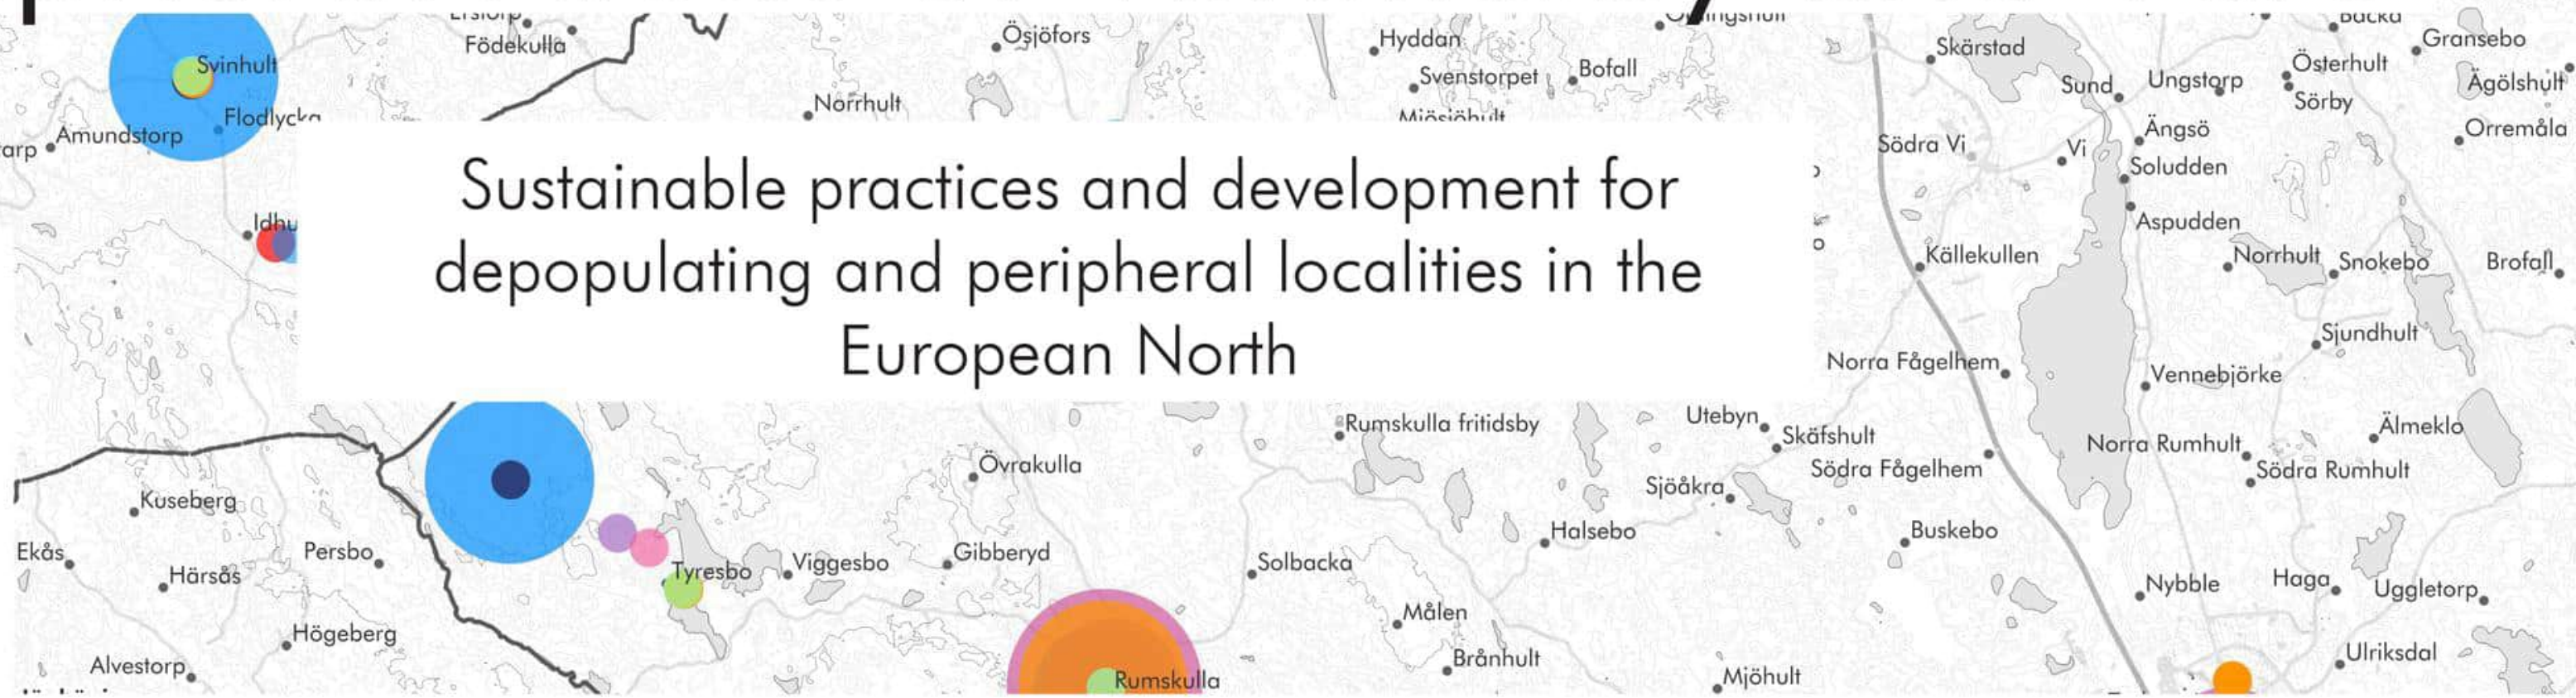 Födekulla
Ösjöfors
Hyddan
Skärstad
Gransebo
Svinhult
Svenstorpet
Bofall
Sund
Ungstorp
Österhult
Ägölshult
Norrhult
Sörby
Flodlycka
Amundstorp
Ängsö
Orremåla
Södra Vi
Vi
Soludden
Sustainable practices and development for
depopulating and peripheral localities in the
European North
Aspudden
Källekullen
Norrhult
Snokebo
Brofall
Sjundhult
Norra Fågelhem
Vennebjörke
Rumskulla fritidsby
Utebyn
Skäfshult
Älmeklo
Norra Rumhult
Södra Fågelhem
Södra Rumhult
Övrakulla
Sjöåkra
Kuseberg
Halsebo
Buskebo
Ekås
Persbo
Härsås
Tyresbo
Viggesbo
Gibberyd
Solbacka
Nybble
Haga
Uggletorp
Målen
Högeberg
Brånhult
Ulriksdal
Alvestorp
Rumskulla
Mjöhult